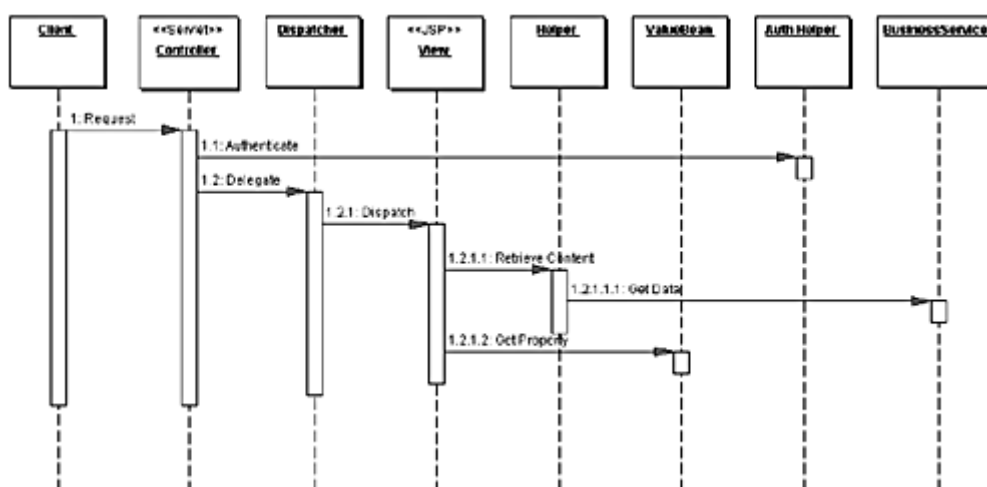 Client
<<Servlet>>
Controller
Dispatcher
<<JSP>>
View
Helper
ValueBean
Auth Helper
BusinessService
1: Request
1.1: Authenticate
1.2: Delegate
1.2.1: Dispatch
1.2.1.1: Retrieve Content
1.2.1.1.1: Get Data
1.2.1.2: Get Property